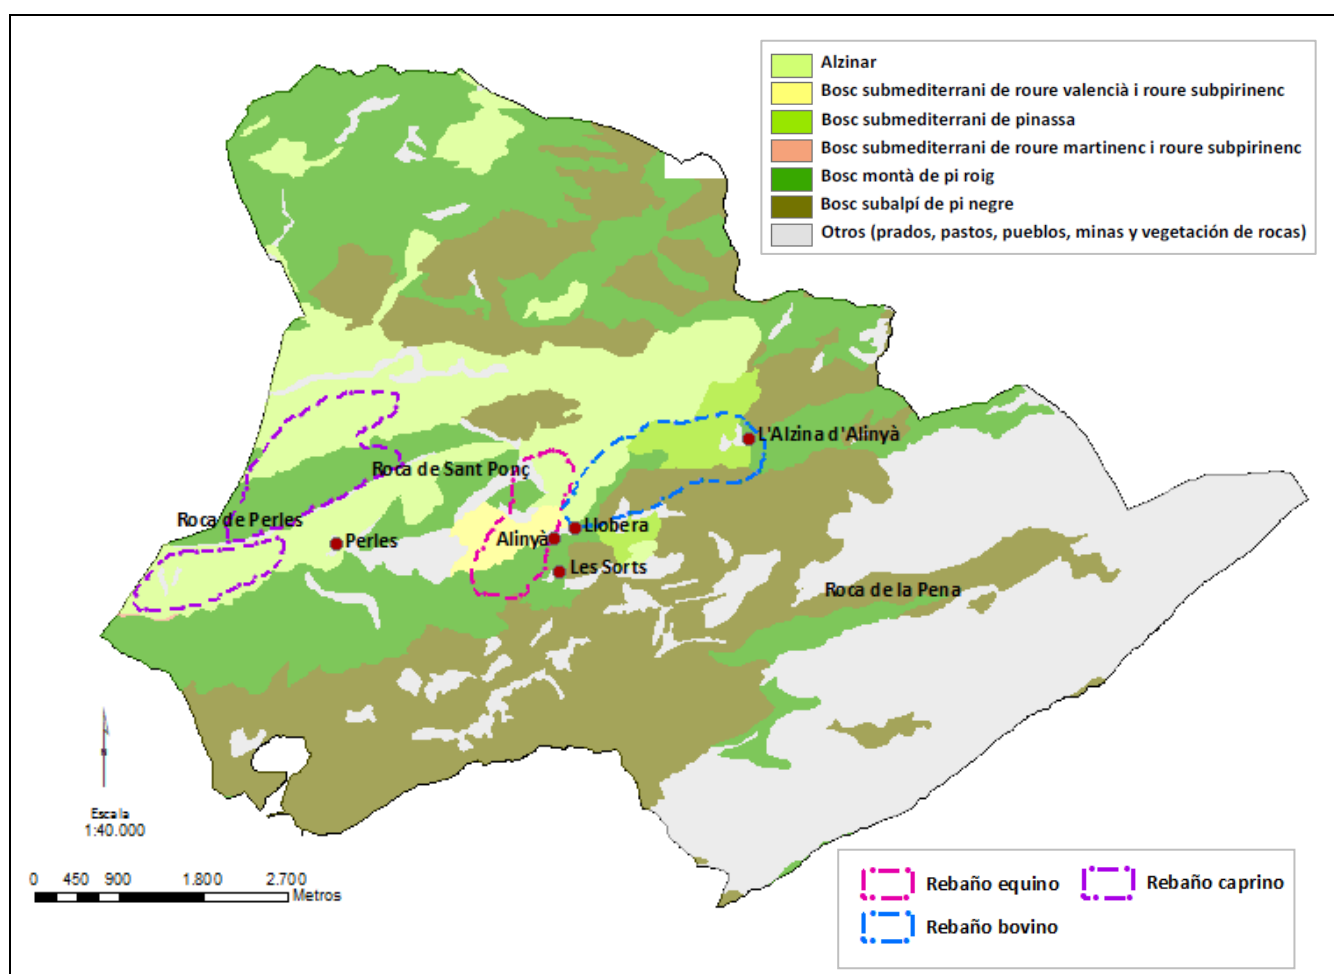 Alzinar
Bosc submediterrani de roure valencià i roure subpirinenc
Bosc submediterrani de pinassa
Bosc submediterrani de roure martinenc i roure subpirinenc
Bosc montà de pi roig
Bosc subalpí de pi negre
Otros (prados, pastos, pueblos, minas y vegetación de rocas)
L'Alzina d'Alinyà
Roca de Sant Ponç
Roca de Perles
Perles
Llobera
Alinyà
Les Sorts
Roca de la Pena
N
Escala
1:40.000
0 450 900 1.800 2.700
Metros
Rebaño equino
Rebaño caprino
Rebaño bovino